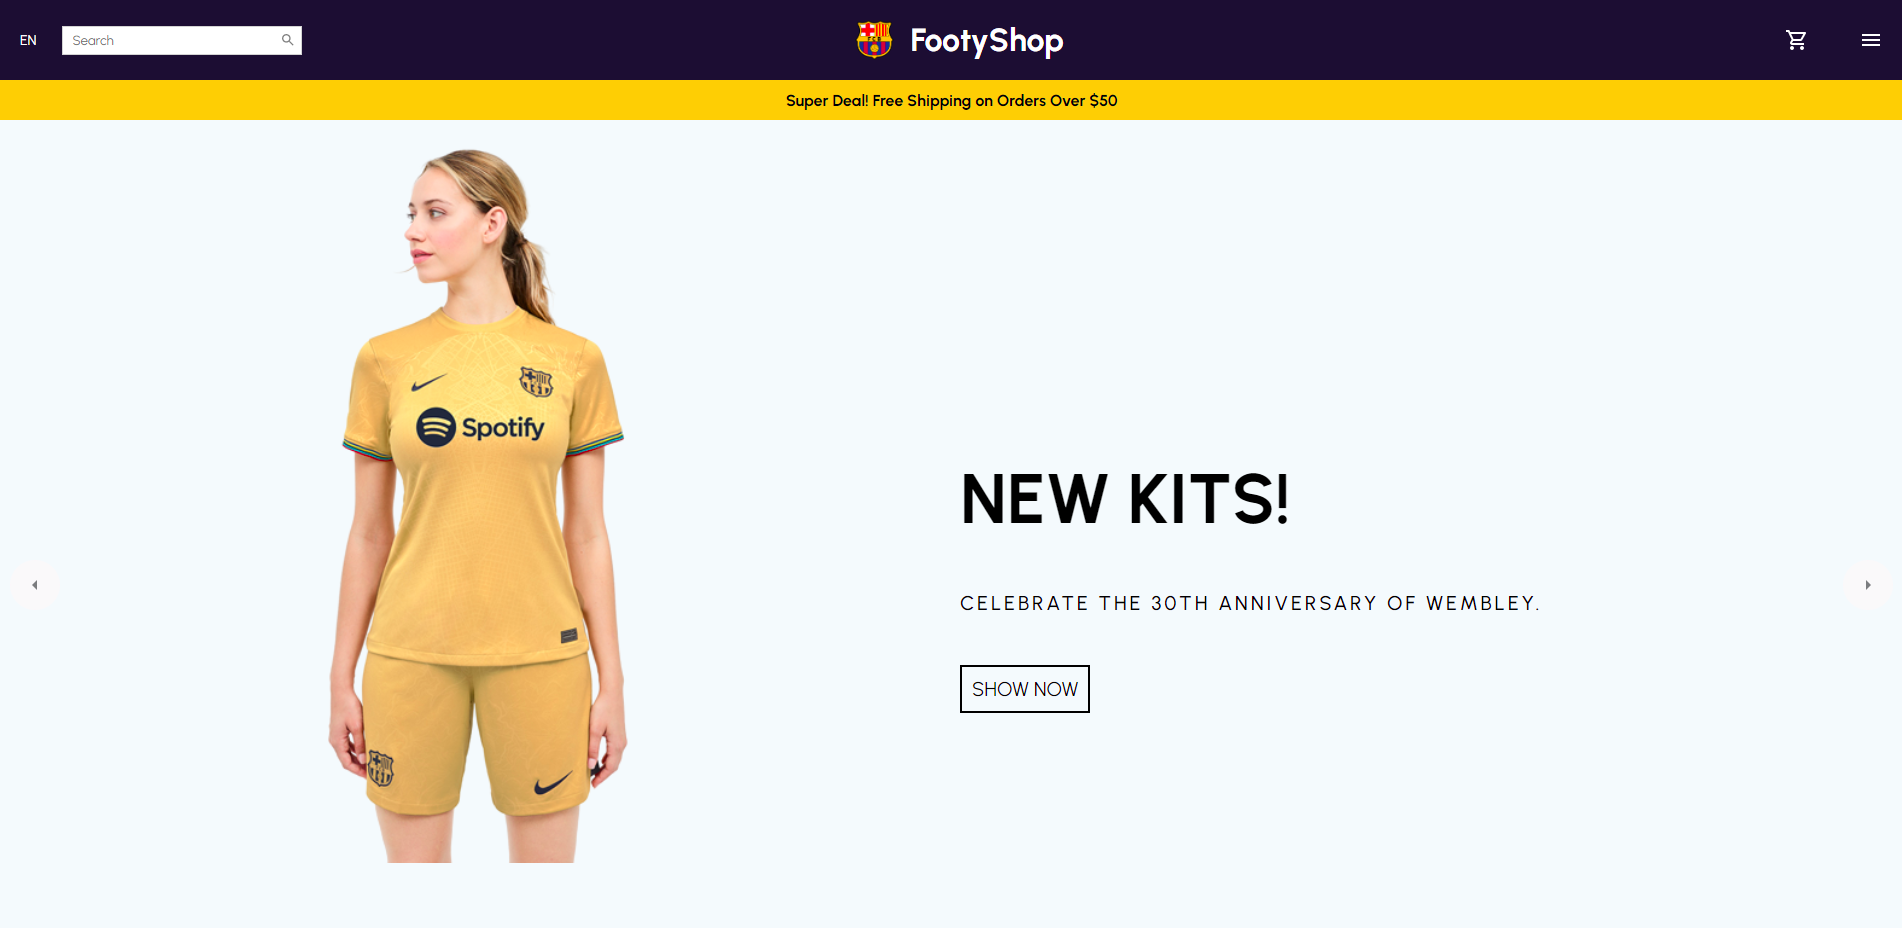 EN
Search
FCB
FootyShop
Super Deal! Free Shipping on Orders Over $50
Spotify
NEW KITS!
CELEBRATE THE 30TH ANNIVERSARY OF WEMBLEY.
SHOW NOW